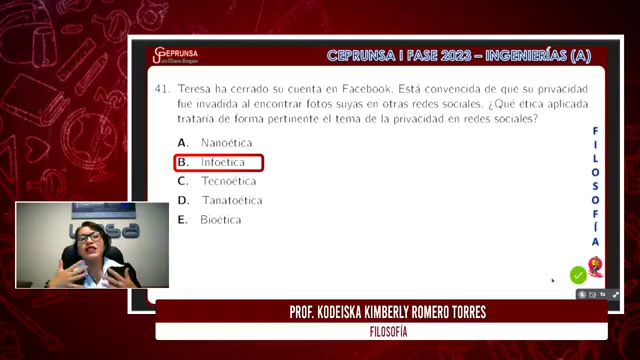 CEPRUNSA
CEPRUNSA I FASE 2023 – INGENIERÍAS (A)
41. Teresa ha cerrado su cuenta en Facebook. Está convencida de que su privacidad
fue invadida al encontrar fotos suyas en otras redes sociales. ¿Qué ética aplicada
trataría de forma pertinente el tema de la privacidad en redes sociales?
A. Nanoética
B. Infoética
C. Tecnoética
D. Tanatoética
E. Bioética
FILOSOFÍA
PROF. KODEISKA KIMBERLY ROMERO TORRES
FILOSOFÍA